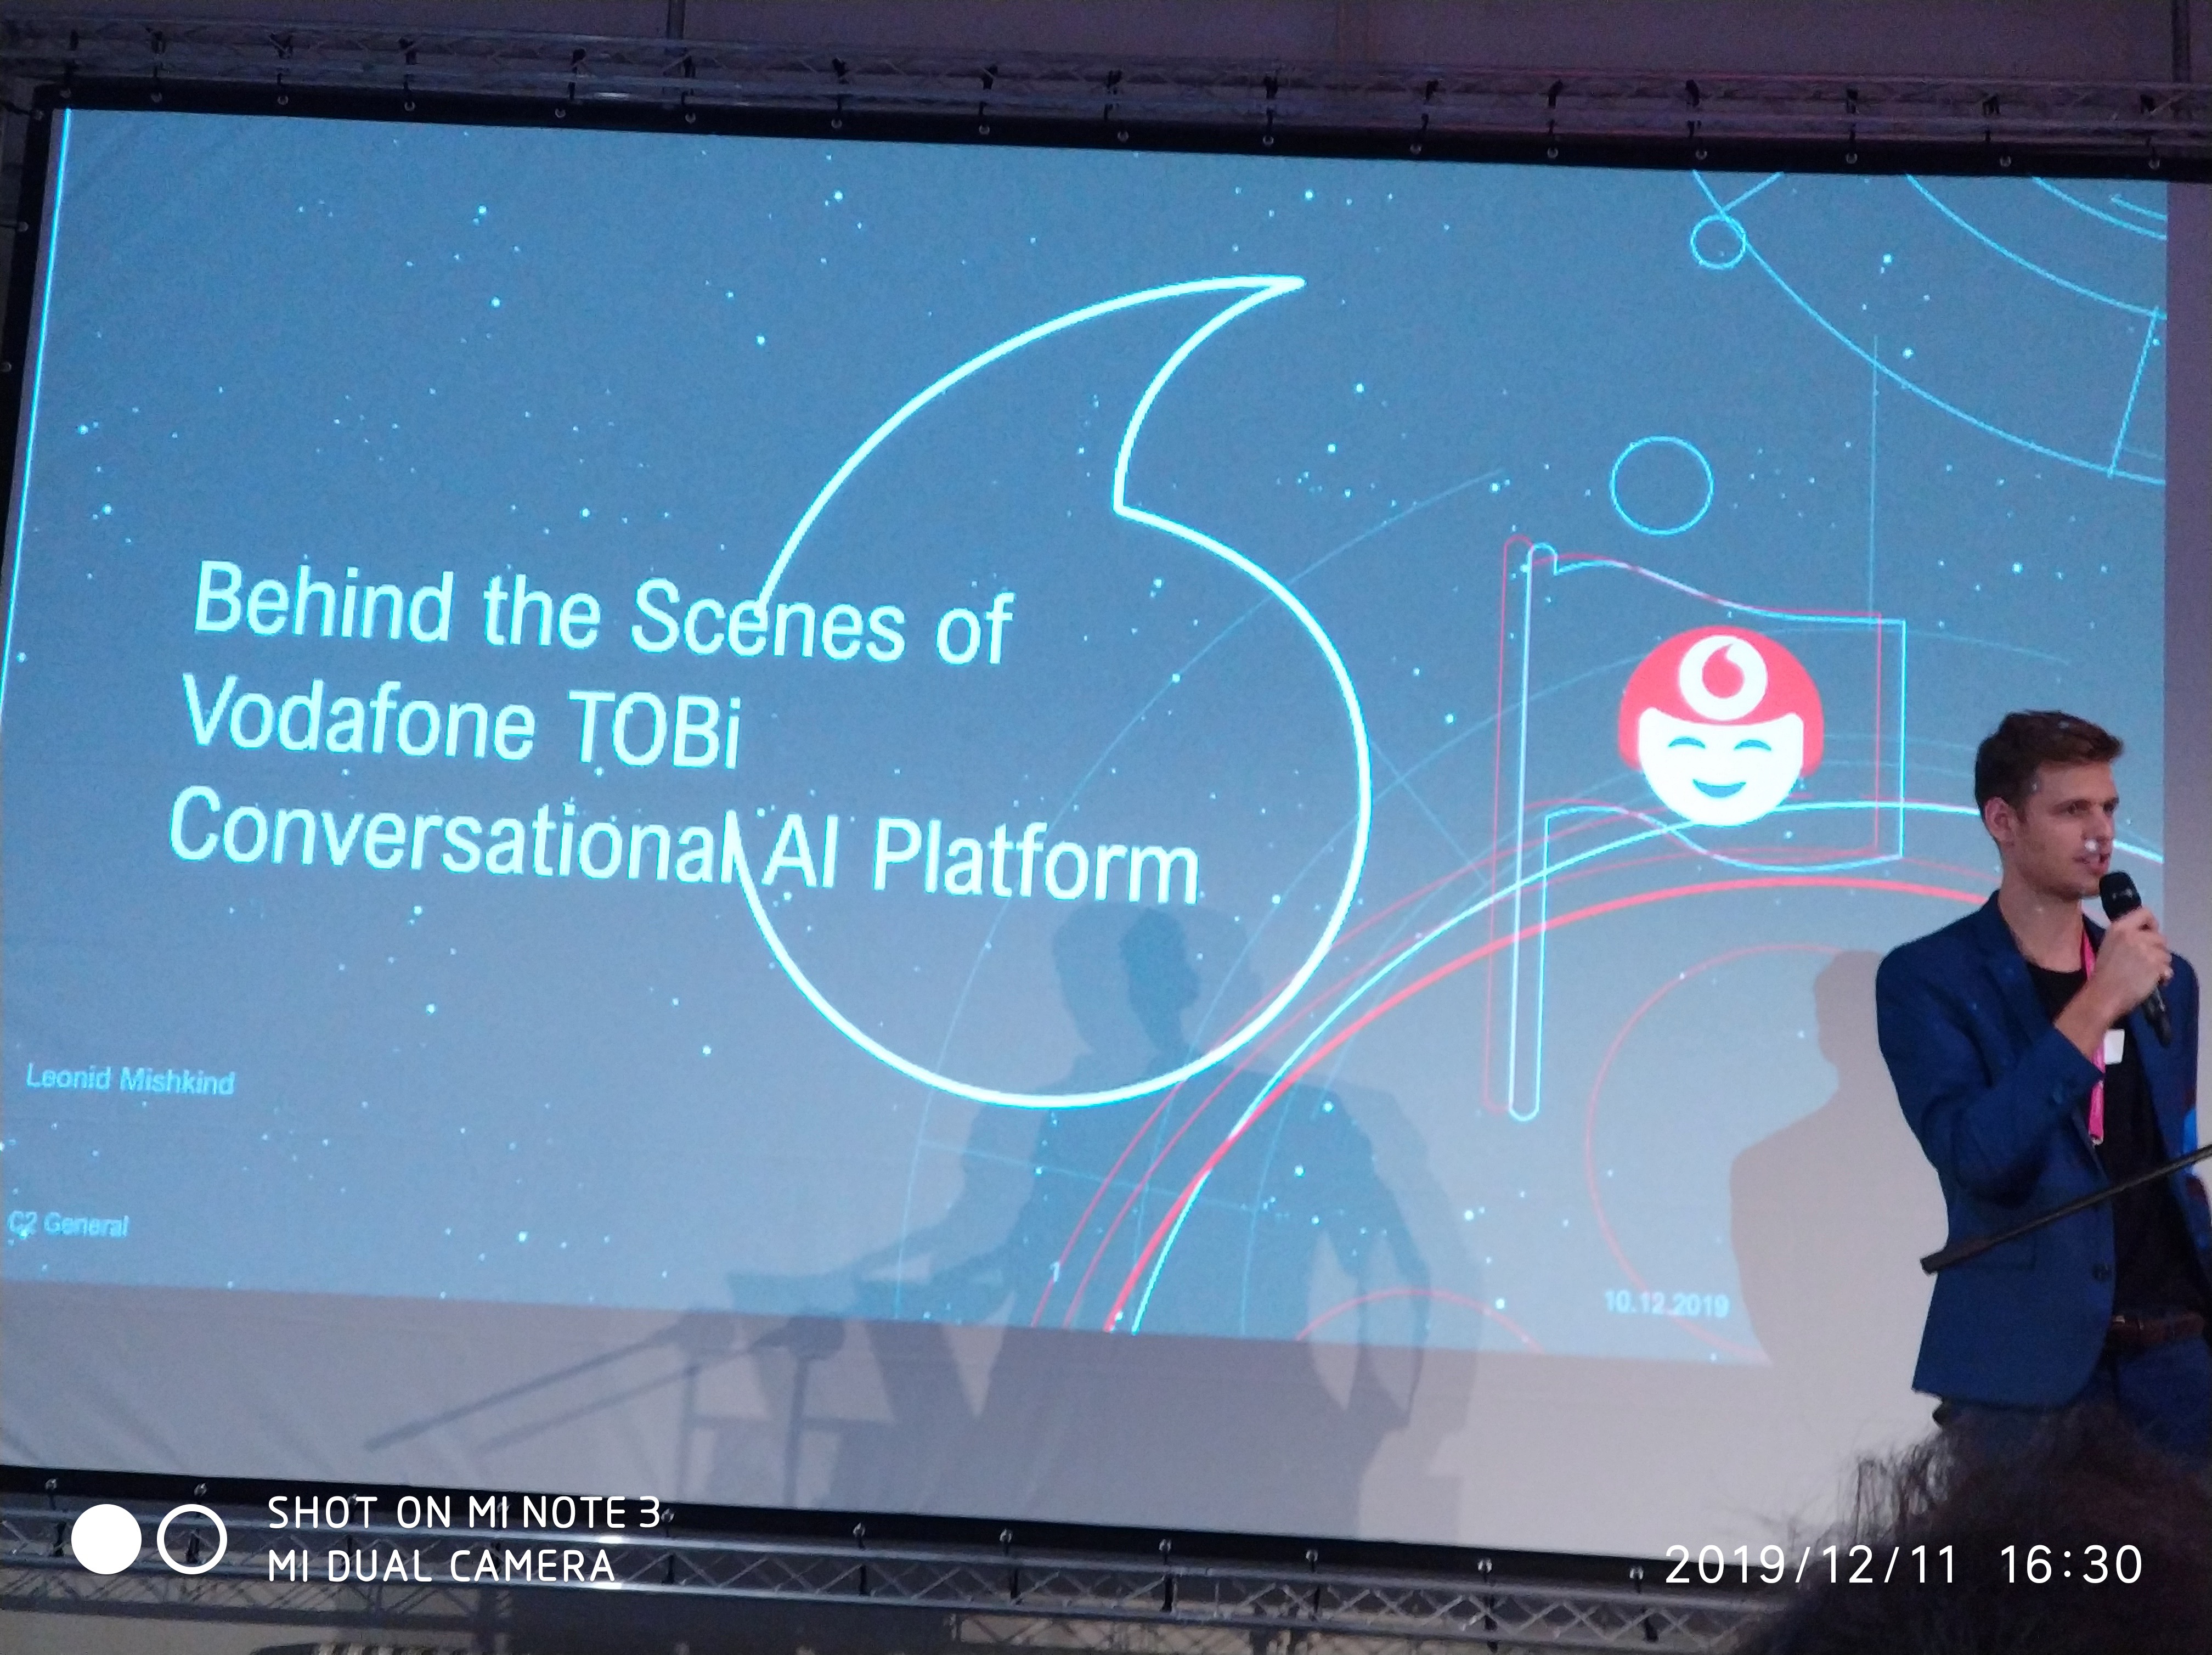 Behind the Scenes of
Vodafone TOBi
Conversational AI Platform
Leonid Mishkind
C2 General
1
10.12.2019
SHOT ON MI NOTE 3
MI DUAL CAMERA
2019/12/11 16:30